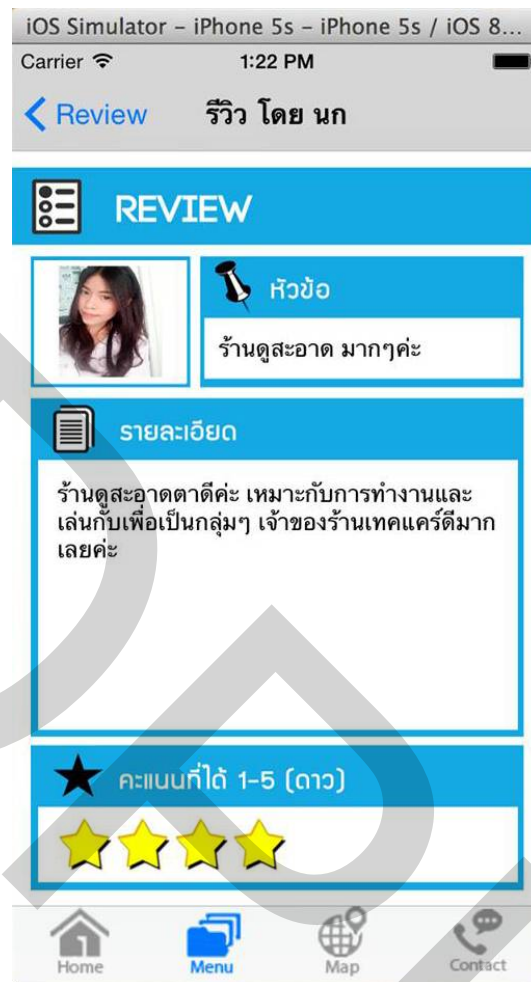 iOS Simulator – iPhone 5s – iPhone 5s / iOS 8...
Carrier 1:22 PM
Review รีวิว โดย นก
REVIEW
หัวข้อ
ร้านดูสะอาด มากๆค่ะ
รายละเอียด
ร้านดูสะอาดตาดีค่ะ เหมาะกับการทำงานและ
เล่นกับเพื่อเป็นกลุ่มๆ เจ้าของร้านเทคแคร์ดีมาก
เลยค่ะ
คะแนนที่ได้ 1-5 (ดาว)
Home Menu Map Contact